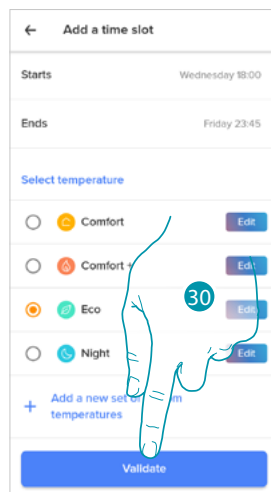 ← Add a time slot
Starts Wednesday 18:00
Ends Friday 23:45
Select temperature
Comfort Edit
Comfort + Edit
30
Eco Edit
Night Edit
+ Add a new set of
temperatures
Validate